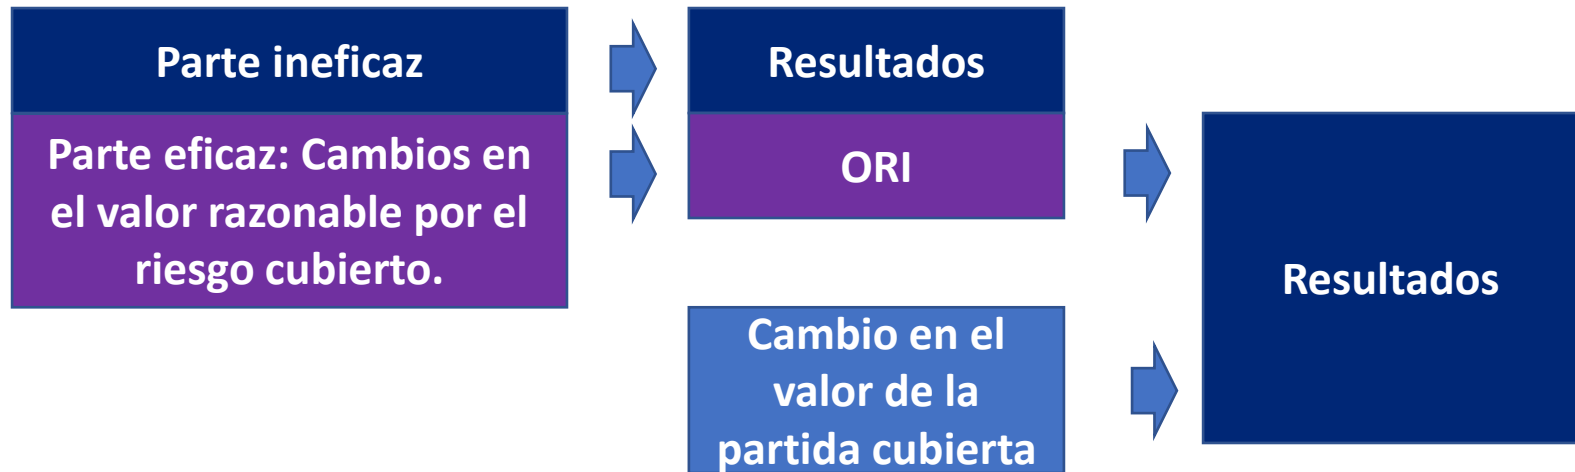 Parte ineficaz
Resultados
Parte eficaz: Cambios en
el valor razonable por el
riesgo cubierto.
ORI
Cambio en el
valor de la
partida cubierta
Resultados